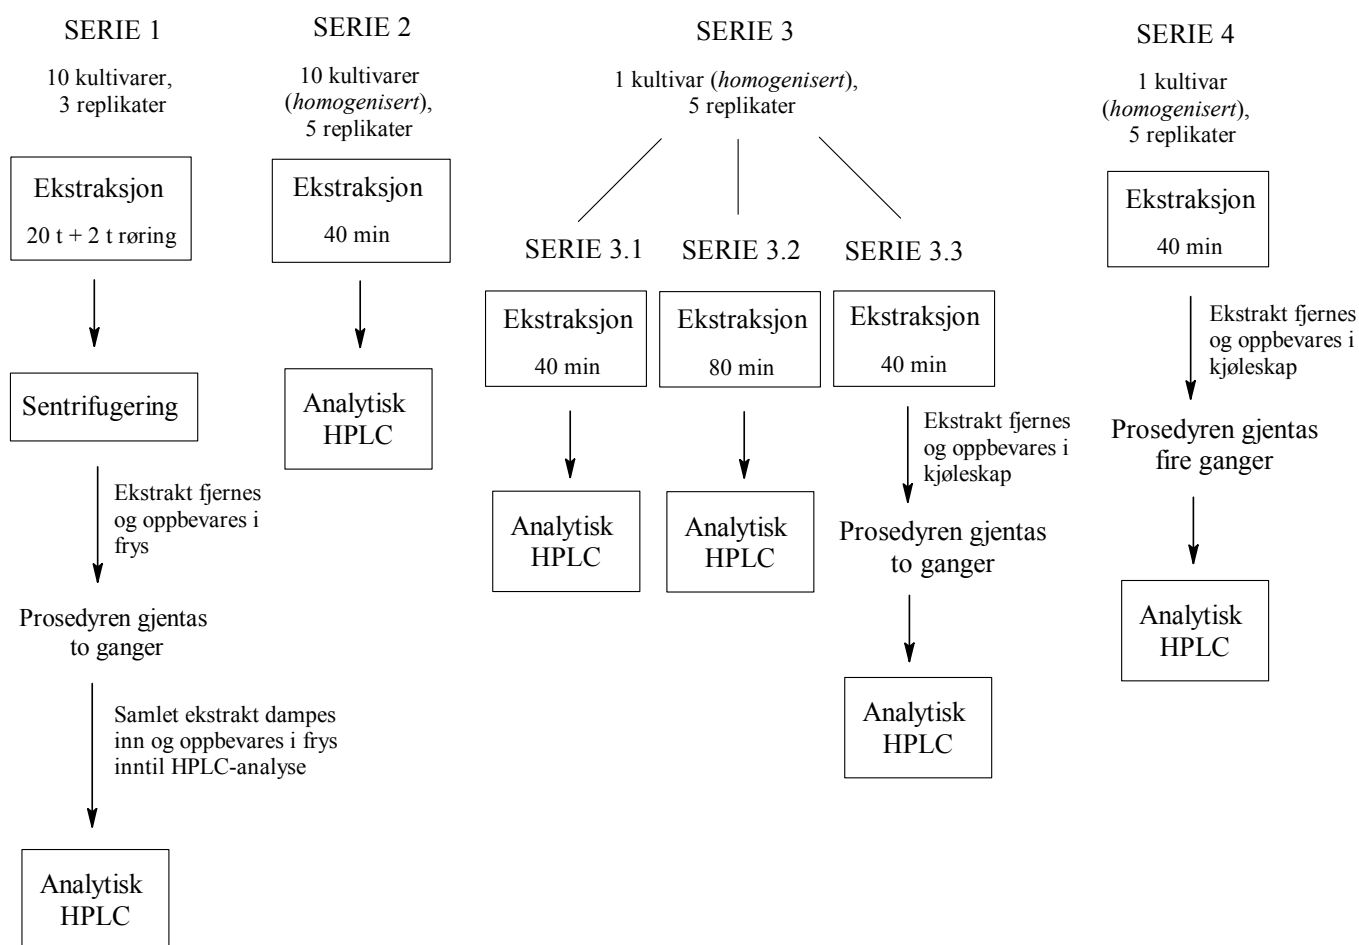 SERIE 1
10 kultivarer,
3 replikater
Ekstraksjon
20 t + 2 t røring
Sentrifugering
Ekstrakt fjernes
og oppbevares i
frys
Prosedyren gjentas
to ganger
Samlet ekstrakt dampes
inn og oppbevares i frys
inntil HPLC-analyse
Analytisk
HPLC
SERIE 2
10 kultivarer
(homogenisert),
5 replikater
Ekstraksjon
40 min
Analytisk
HPLC
SERIE 3
1 kultivar (homogenisert),
5 replikater
SERIE 3.1
Ekstraksjon
40 min
Analytisk
HPLC
SERIE 3.2
Ekstraksjon
80 min
Analytisk
HPLC
SERIE 3.3
Ekstraksjon
40 min
Ekstrakt fjernes
og oppbevares i
kjøleskap
Prosedyren gjentas
to ganger
Analytisk
HPLC
SERIE 4
1 kultivar
(homogenisert),
5 replikater
Ekstraksjon
40 min
Ekstrakt fjernes
og oppbevares i
kjøleskap
Prosedyren gjentas
fire ganger
Analytisk
HPLC